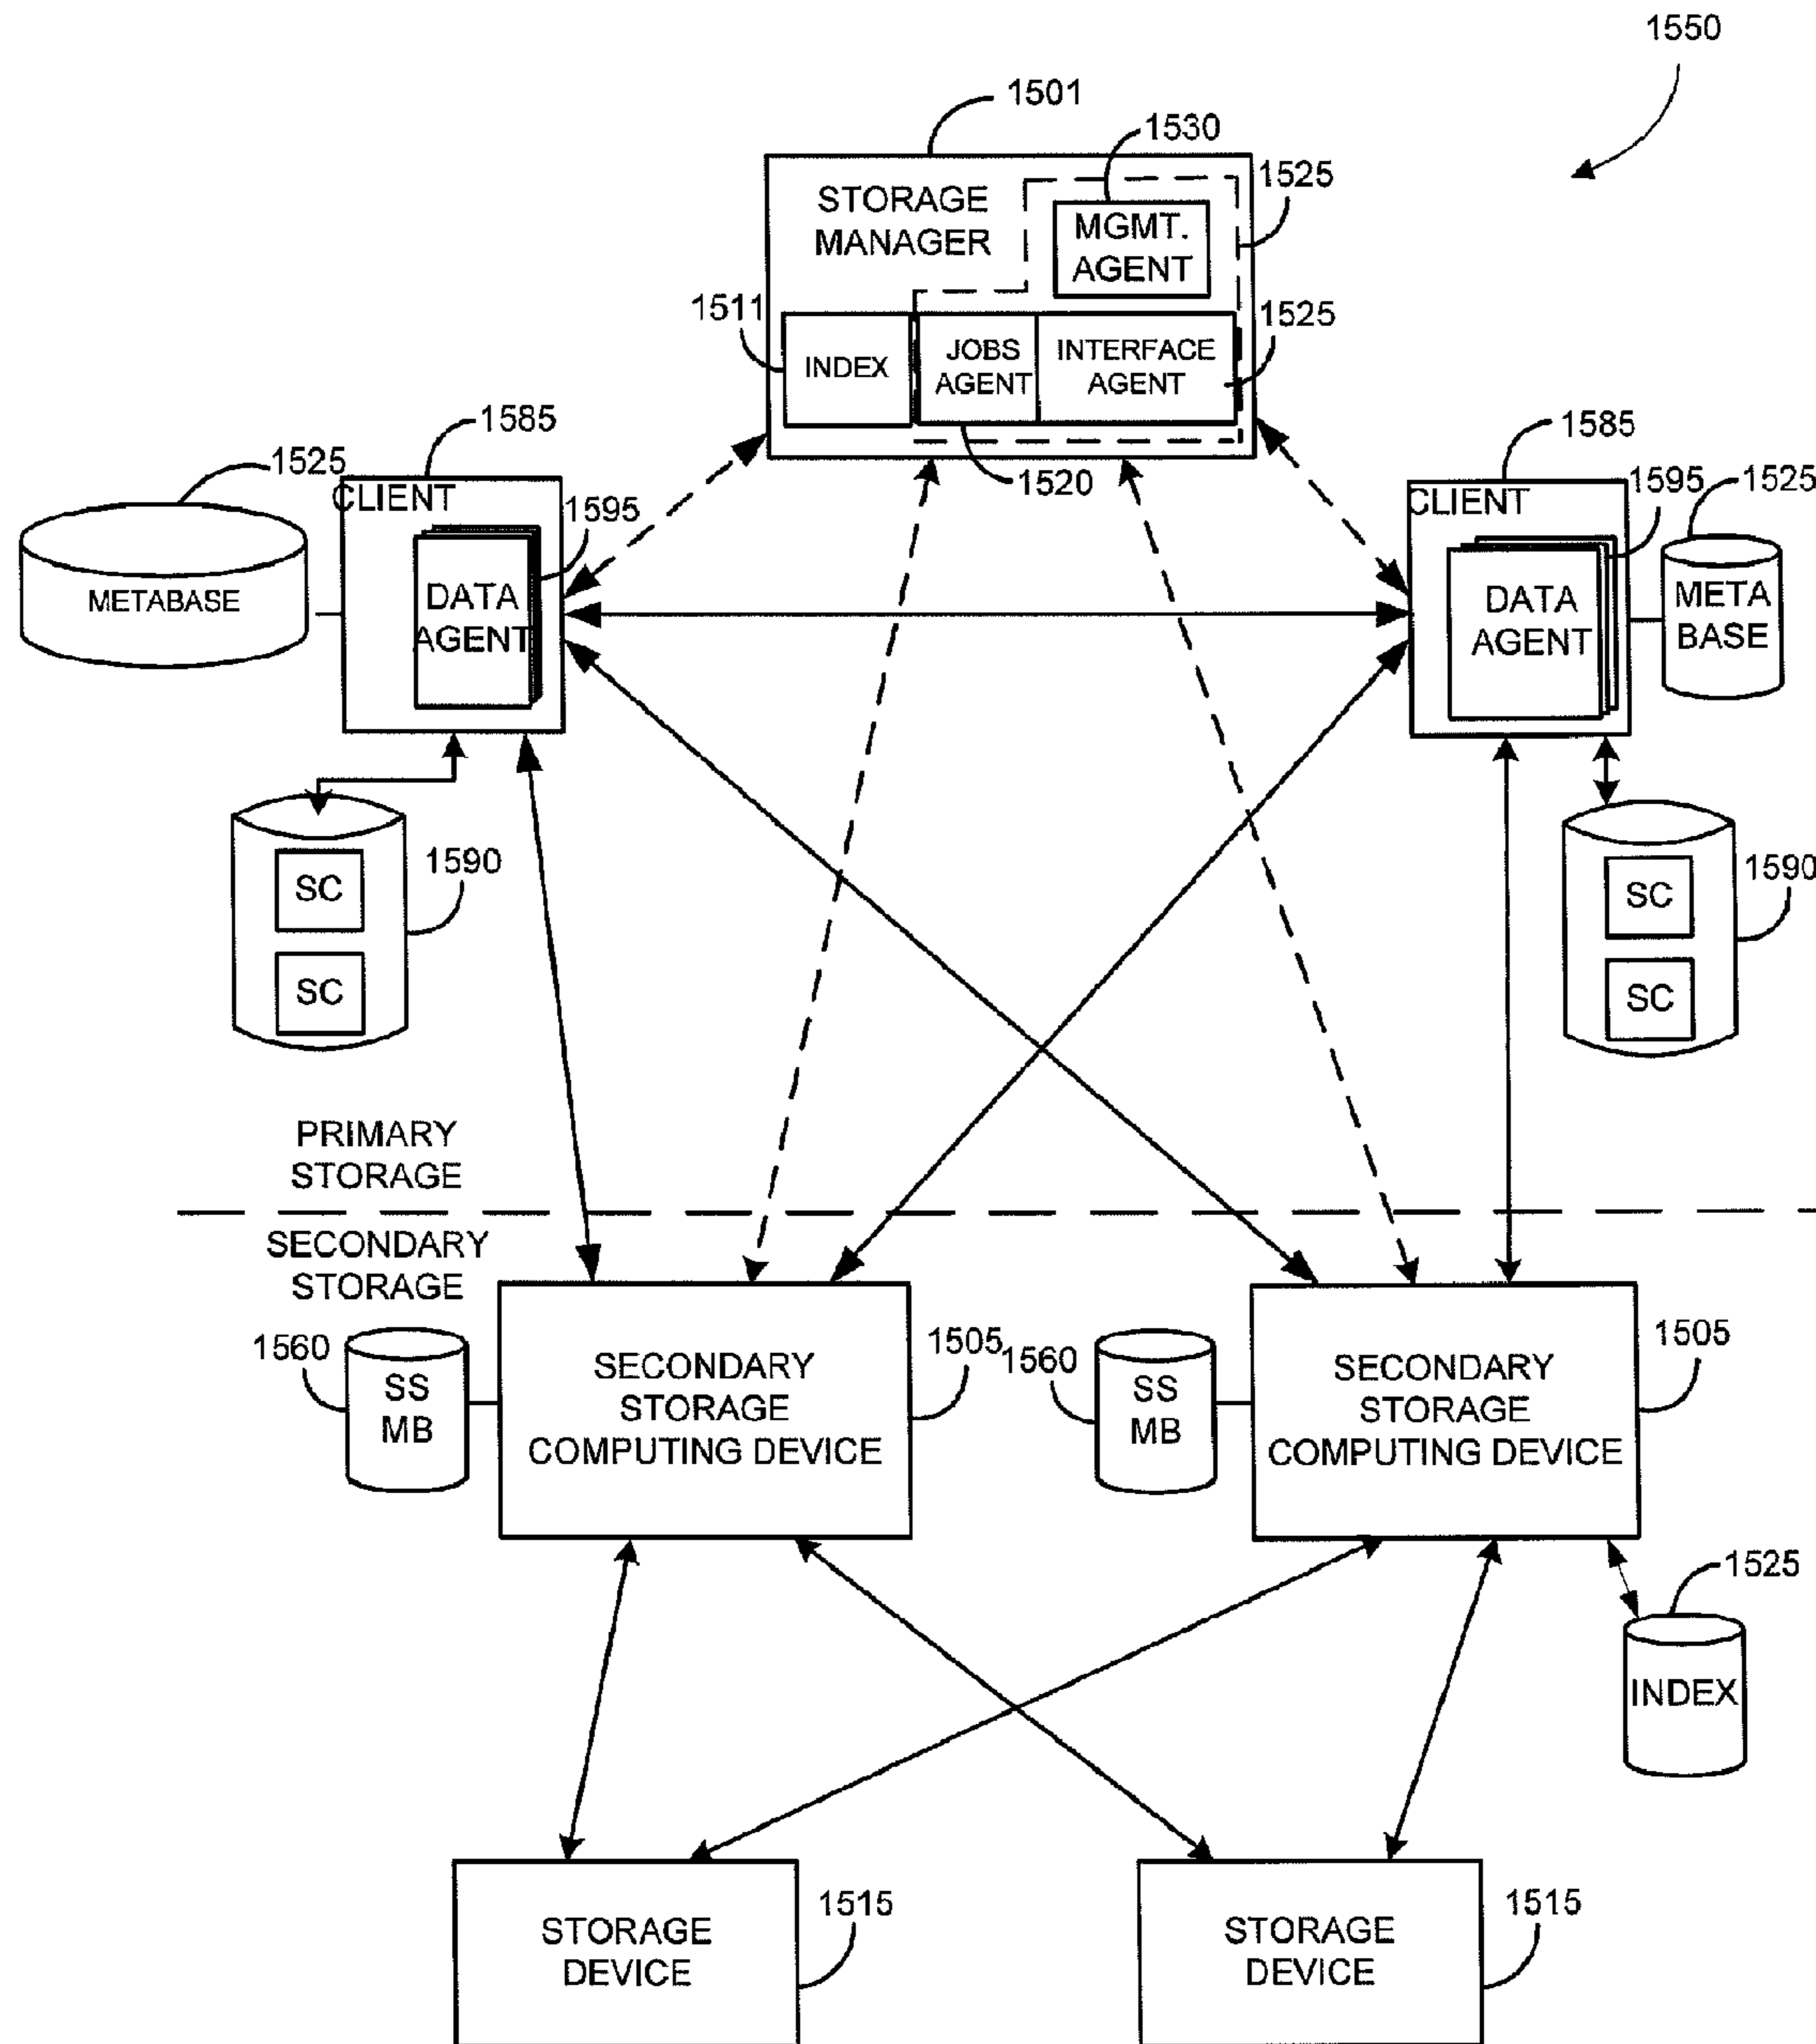 1550
1501
1530
1525
STORAGE
MANAGER
MGMT.
AGENT
1511
1525
INDEX
JOBS
AGENT
INTERFACE
AGENT
1520
1585
1525
CLIENT
1595
METABASE
DATA
AGENT
1585
1595
1525
CLIENT
DATA
AGENT
META
BASE
SC
SC
1590
SC
SC
1590
PRIMARY
STORAGE
SECONDARY
STORAGE
1560
SS
MB
SECONDARY
STORAGE
COMPUTING DEVICE
1505
1560
SS
MB
SECONDARY
STORAGE
COMPUTING DEVICE
1505
1525
INDEX
STORAGE
DEVICE
1515
STORAGE
DEVICE
1515